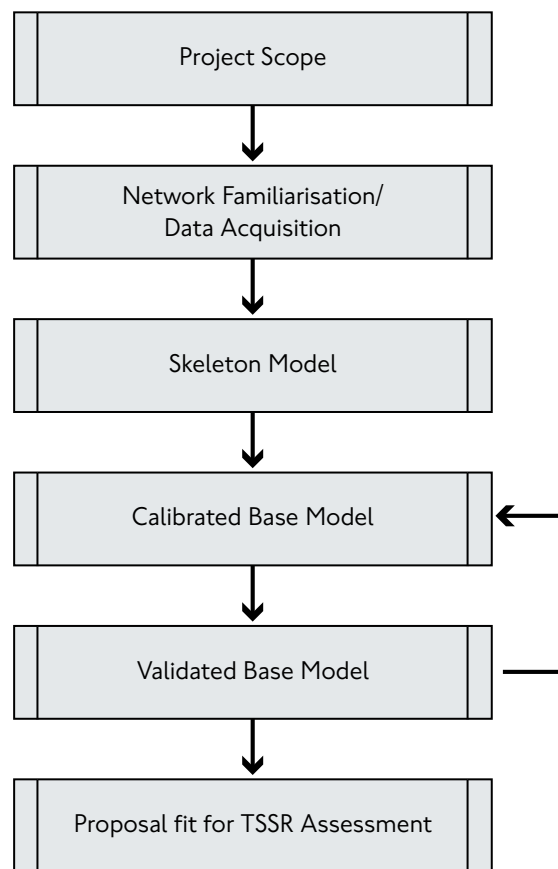 Project Scope
Network Familiarisation/
Data Acquisition
Skeleton Model
Calibrated Base Model
Validated Base Model
Proposal fit for TSSR Assessment